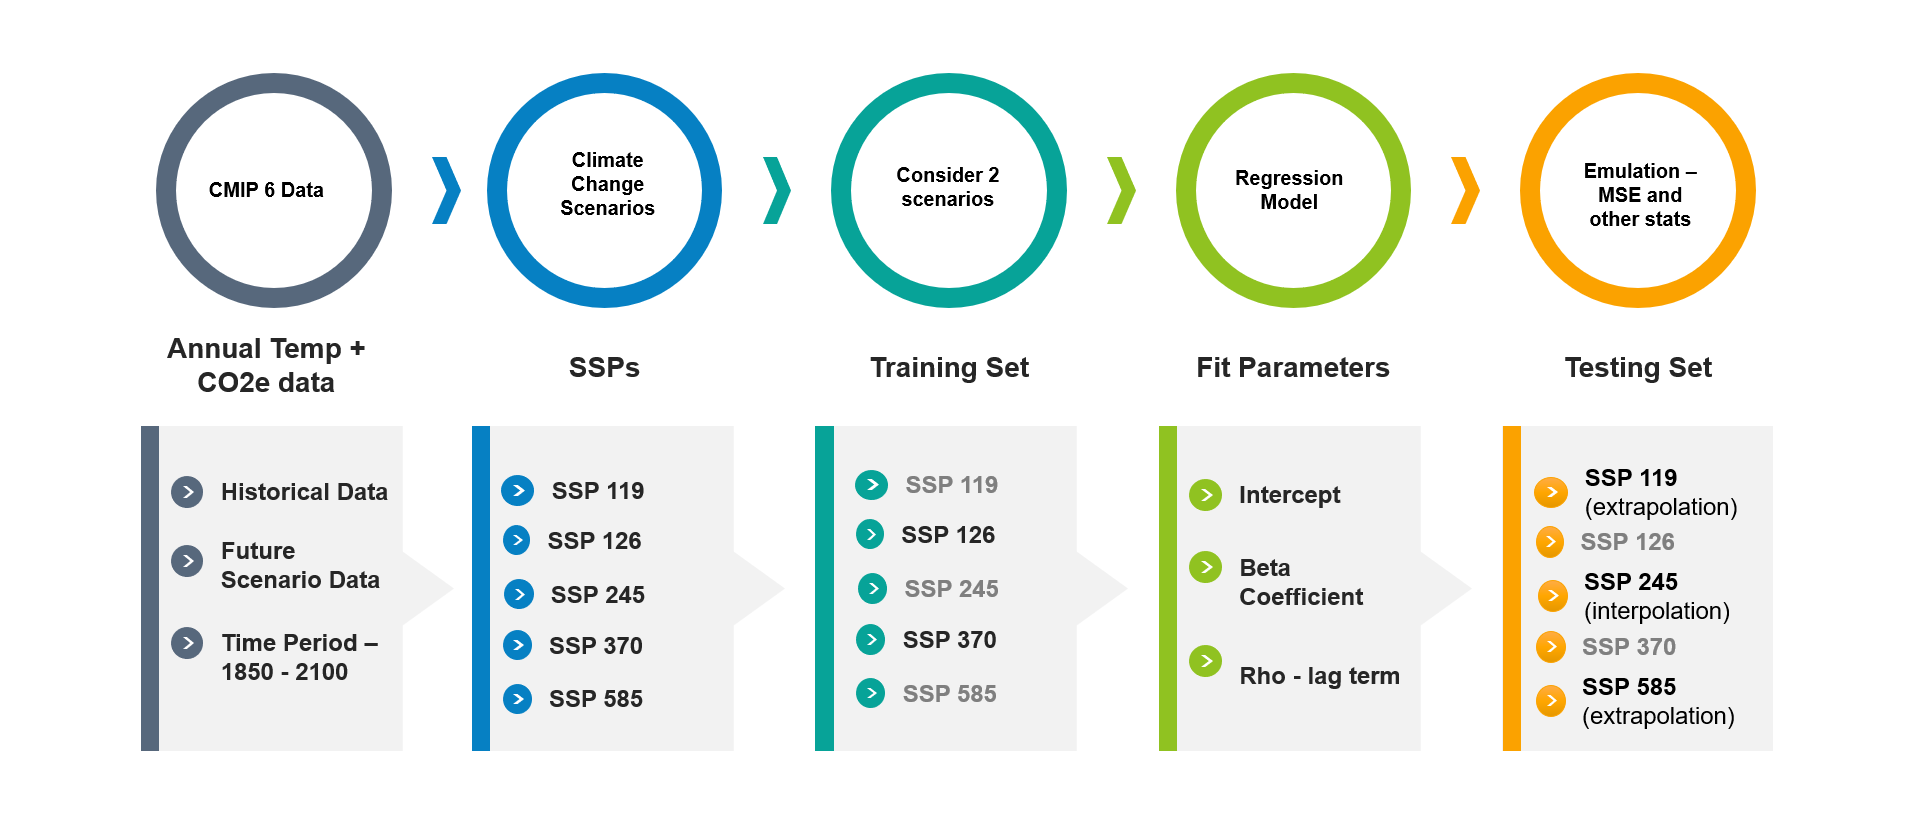 CMIP 6 Data
Climate
Change
Scenarios
Consider 2
scenarios
Regression
Model
Emulation –
MSE and
other stats
Annual Temp +
CO2e data
SSPs
Training Set
Fit Parameters
Testing Set
Historical Data
Future
Scenario Data
Time Period –
1850 - 2100
SSP 119
SSP 126
SSP 245
SSP 370
SSP 585
SSP 119
SSP 126
SSP 245
SSP 370
SSP 585
Intercept
Beta
Coefficient
Rho - lag term
SSP 119
(extrapolation)
SSP 126
SSP 245
(interpolation)
SSP 370
SSP 585
(extrapolation)